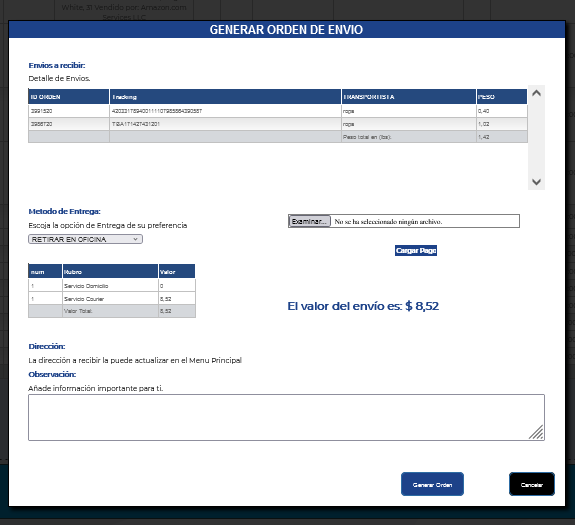 White, 3| Vendido por: Amazon.com
Services LLC
GENERAR ORDEN DE ENVIO
Envios a recibir:
Detalle de Envios.
ID ORDEN Tracking TRANSPORTISTA PESO
ropa 0,40
ropa 1,02
Peso total en (lbs). 1,42
Metodo de Entrega:
Escoja la opción de Entrega de su preferencia
RETIRAR EN OFICINA
Examinar... No se ha seleccionado ningún archivo.
Cargar Pago
num Rubro Valor
1 Servicio Domicilio 0
1 Servicio Courier 8,52
Valor Total: 8,52
El valor del envío es: $ 8,52
Dirección:
La dirección a recibir la puede actualizar en el Menu Principal
Observación:
Añade información importante para ti.
Generar Orden Cancelar